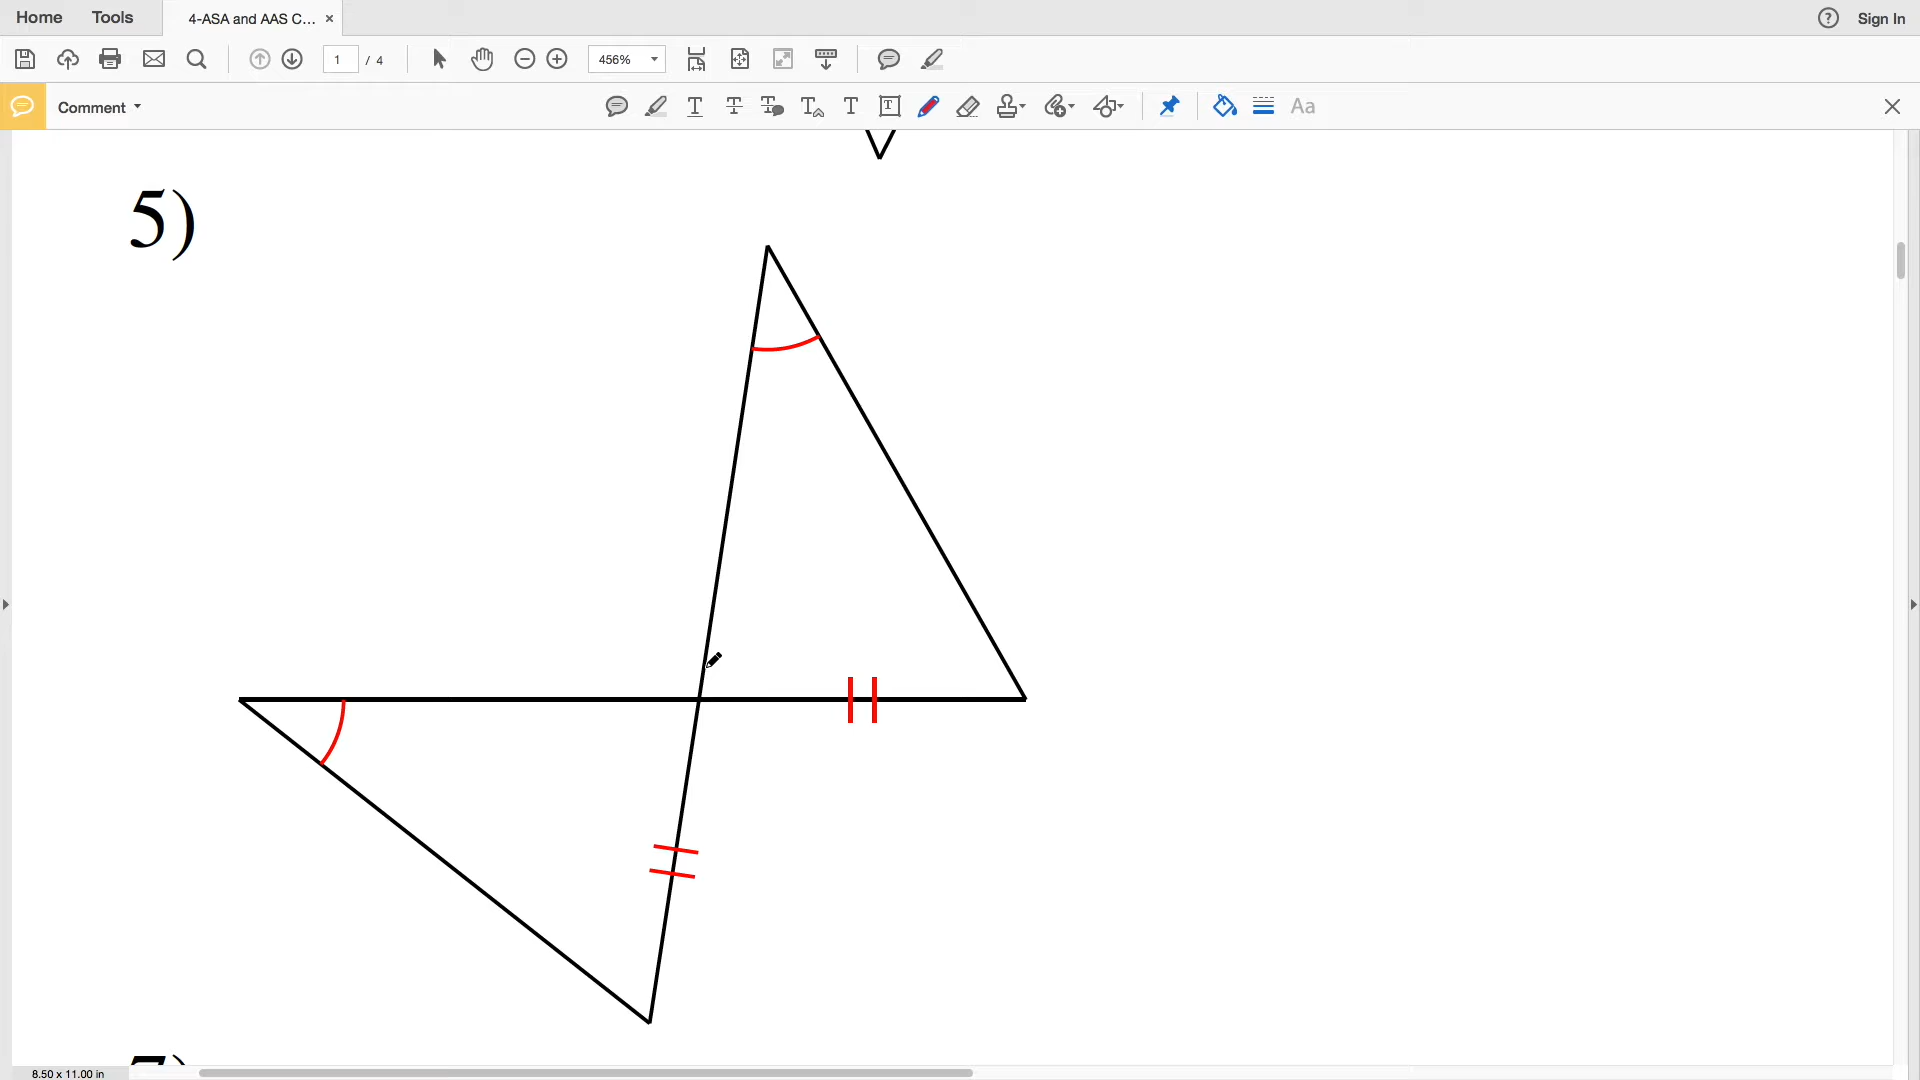 Home Tools 4-ASA and AAS C... × ? Sign In
1 / 4 456%
Comment T T T T T T Aa
5)
7)
8.50 x 11.00 in